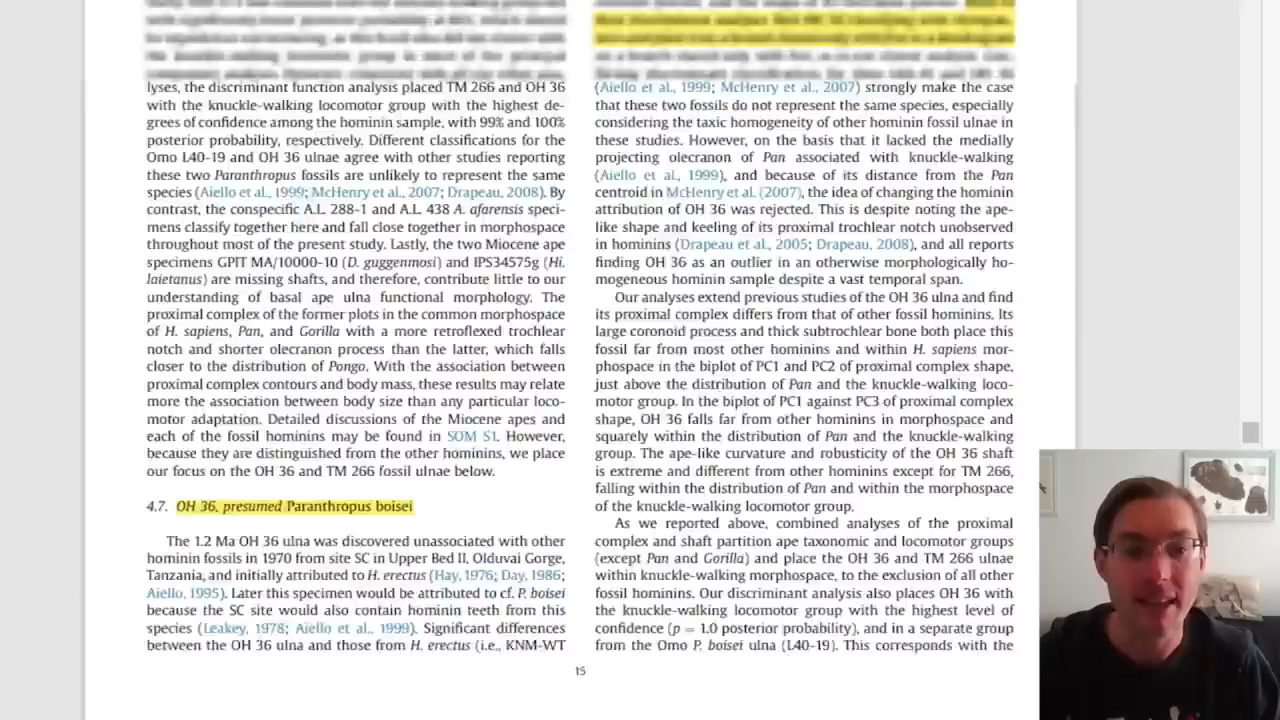 lyses, the discriminant function analysis placed TM 266 and OH 36
with the knuckle-walking locomotor group with the highest de-
grees of confidence among the hominin sample, with 99% and 100%
posterior probability, respectively. Different classifications for the
Omo L40-19 and OH 36 ulnae agree with other studies reporting
these two Paranthropus fossils are unlikely to represent the same
species (Aiello et al., 1999; McHenry et al., 2007; Drapeau, 2008). By
contrast, the conspecific A.L. 288-1 and A.L. 438 A. afarensis speci-
mens classify together here and fall close together in morphospace
throughout most of the present study. Lastly, the two Miocene ape
specimens GPIT MA/10000-10 (D. guggenmosi) and IPS34575g (Hi.
laietanus) are missing shafts, and therefore, contribute little to our
understanding of basal ape ulna functional morphology. The
proximal complex of the former plots in the common morphospace
of H. sapiens, Pan, and Gorilla with a more retroflexed trochlear
notch and shorter olecranon process than the latter, which falls
closer to the distribution of Pongo. With the association between
proximal complex contours and body mass, these results may relate
more the association between body size than any particular loco-
motor adaptation. Detailed discussions of the Miocene apes and
each of the fossil hominins may be found in SOM S1. However,
because they are distinguished from the other hominins, we place
our focus on the OH 36 and TM 266 fossil ulnae below.
4.7. OH 36, presumed Paranthropus boisei
The 1.2 Ma OH 36 ulna was discovered unassociated with other
hominin fossils in 1970 from site SC in Upper Bed II, Olduvai Gorge,
Tanzania, and initially attributed to H. erectus (Hay, 1976; Day, 1986;
Aiello, 1995). Later this specimen would be attributed to cf. P. boisei
because the SC site would also contain hominin teeth from this
species (Leakey, 1978; Aiello et al., 1999). Significant differences
between the OH 36 ulna and those from H. erectus (i.e., KNM-WT
(Aiello et al., 1999; McHenry et al., 2007) strongly make the case
that these two fossils do not represent the same species, especially
considering the taxic homogeneity of other hominin fossil ulnae in
these studies. However, on the basis that it lacked the medially
projecting olecranon of Pan associated with knuckle-walking
(Aiello et al., 1999), and because of its distance from the Pan
centroid in McHenry et al. (2007), the idea of changing the hominin
attribution of OH 36 was rejected. This is despite noting the ape-
like shape and keeling of its proximal trochlear notch unobserved
in hominins (Drapeau et al., 2005; Drapeau, 2008), and all reports
finding OH 36 as an outlier in an otherwise morphologically ho-
mogeneous hominin sample despite a vast temporal span.
Our analyses extend previous studies of the OH 36 ulna and find
its proximal complex differs from that of other fossil hominins. Its
large coronoid process and thick subtrochlear bone both place this
fossil far from most other hominins and within H. sapiens mor-
phospace in the biplot of PC1 and PC2 of proximal complex shape,
just above the distribution of Pan and the knuckle-walking loco-
motor group. In the biplot of PC1 against PC3 of proximal complex
shape, OH 36 falls far from other hominins in morphospace and
squarely within the distribution of Pan and the knuckle-walking
group. The ape-like curvature and robusticity of the OH 36 shaft
is extreme and different from other hominins except for TM 266,
falling within the distribution of Pan and within the morphospace
of the knuckle-walking locomotor group.
As we reported above, combined analyses of the proximal
complex and shaft partition ape taxonomic and locomotor groups
(except Pan and Gorilla) and place the OH 36 and TM 266 ulnae
within knuckle-walking morphospace, to the exclusion of all other
fossil hominins. Our discriminant analysis also places OH 36 with
the knuckle-walking locomotor group with the highest level of
confidence (p = 1.0 posterior probability), and in a separate group
from the Omo P. boisei ulna (L40-19). This corresponds with the
15